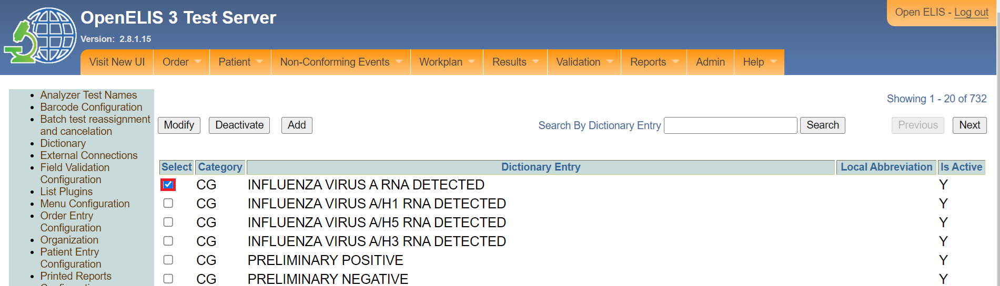 OpenELIS 3 Test Server
Open ELIS - Log out
Version: 2.8.1.15
Visit New UI Order Patient Non-Conforming Events Workplan Results Validation Reports Admin Help
Analyzer Test Names
Barcode Configuration
Batch test reassignment
and cancelation
Dictionary
External Connections
Field Validation
Configuration
List Plugins
Menu Configuration
Order Entry
Configuration
Organization
Patient Entry
Configuration
Printed Reports
Showing 1 - 20 of 732
Modify Deactivate Add Search By Dictionary Entry Search Previous Next
Select Category Dictionary Entry Local Abbreviation Is Active
CG INFLUENZA VIRUS A RNA DETECTED Y
CG INFLUENZA VIRUS A/H1 RNA DETECTED Y
CG INFLUENZA VIRUS A/H5 RNA DETECTED Y
CG INFLUENZA VIRUS A/H3 RNA DETECTED Y
CG PRELIMINARY POSITIVE Y
CG PRELIMINARY NEGATIVE Y